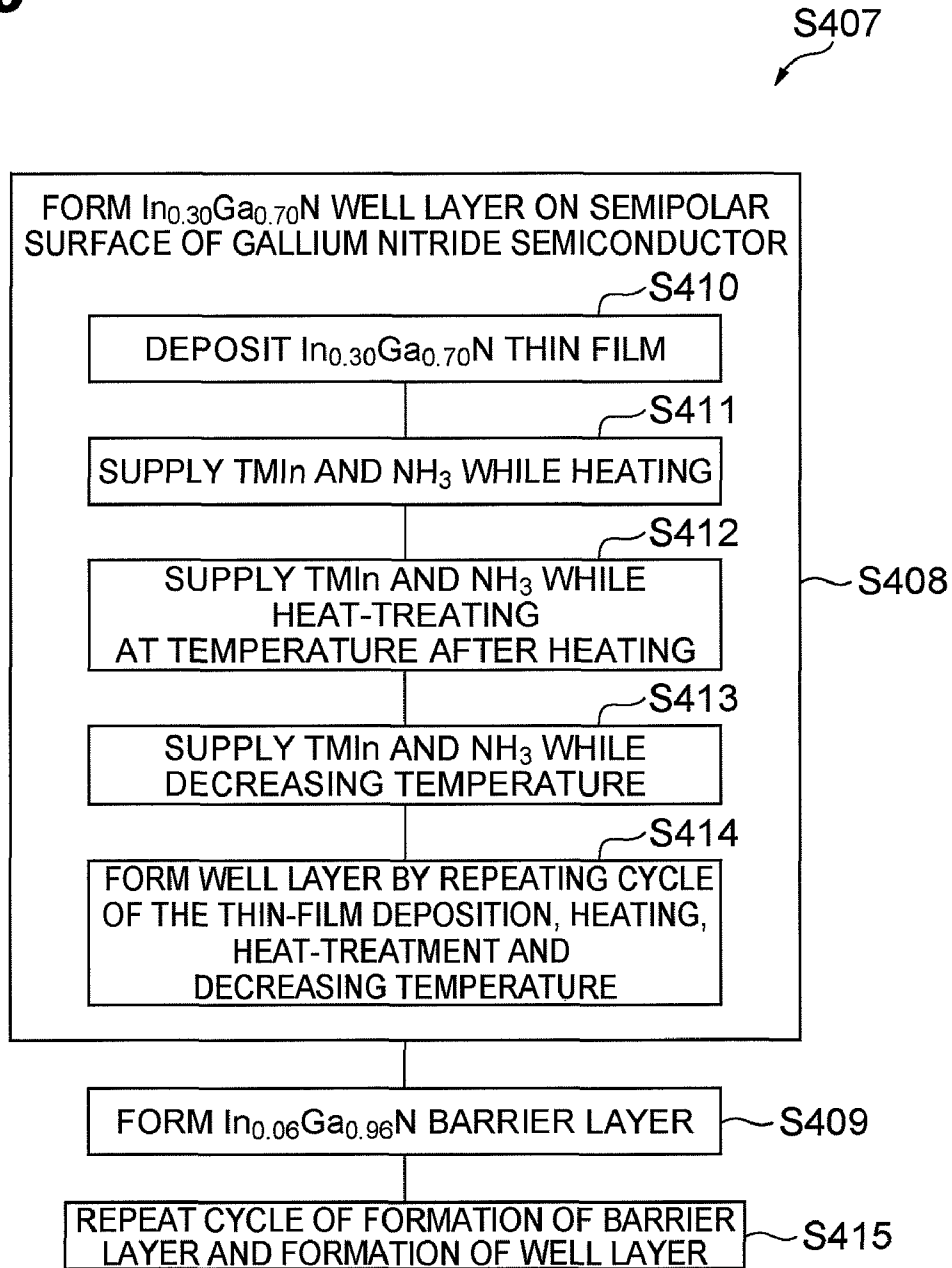 S407
FORM In0.30Ga0.70N WELL LAYER ON SEMIPOLAR
SURFACE OF GALLIUM NITRIDE SEMICONDUCTOR
S410
DEPOSIT In0.30Ga0.70N THIN FILM
S411
SUPPLY TMIn AND NH3 WHILE HEATING
S412
SUPPLY TMIn AND NH3 WHILE
HEAT-TREATING
AT TEMPERATURE AFTER HEATING
S408
S413
SUPPLY TMIn AND NH3 WHILE
DECREASING TEMPERATURE
S414
FORM WELL LAYER BY REPEATING CYCLE
OF THE THIN-FILM DEPOSITION, HEATING,
HEAT-TREATMENT AND
DECREASING TEMPERATURE
FORM In0.06Ga0.96N BARRIER LAYER
S409
REPEAT CYCLE OF FORMATION OF BARRIER
LAYER AND FORMATION OF WELL LAYER
S415